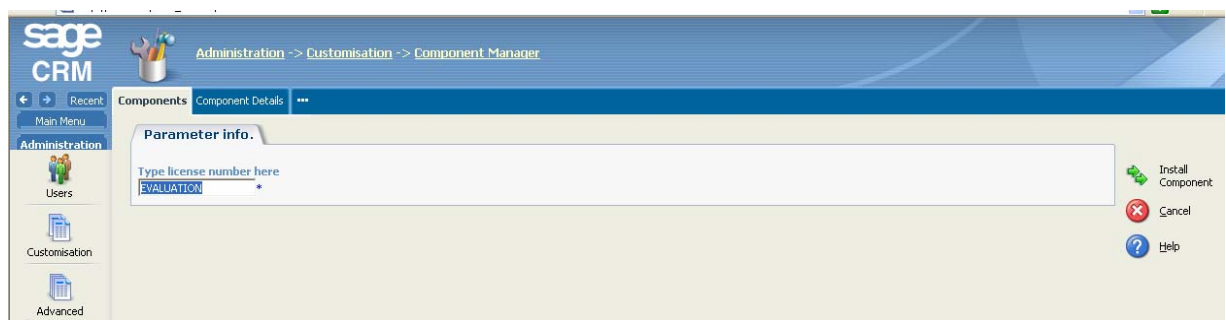 sage
CRM
Administration -> Customisation -> Component Manager
Recent
Components Component Details
Main Menu
Administration
Parameter info.
Type license number here
EVALUATION *
Users
Customisation
Advanced
Install
Component
Cancel
Help